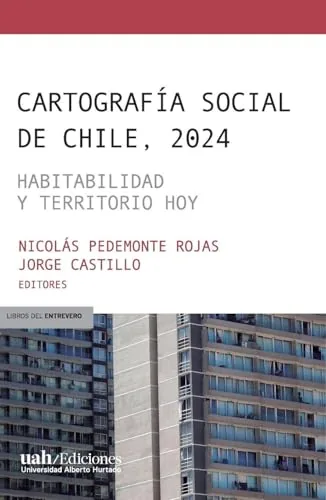 CARTOGRAFÍA SOCIAL
DE CHILE, 2024
HABITABILIDAD
Y TERRITORIO HOY
NICOLÁS PEDEMONTE ROJAS
JORGE CASTILLO
EDITORES
LIBROS DEL ENTREVERO
uah/Ediciones
Universidad Alberto Hurtado